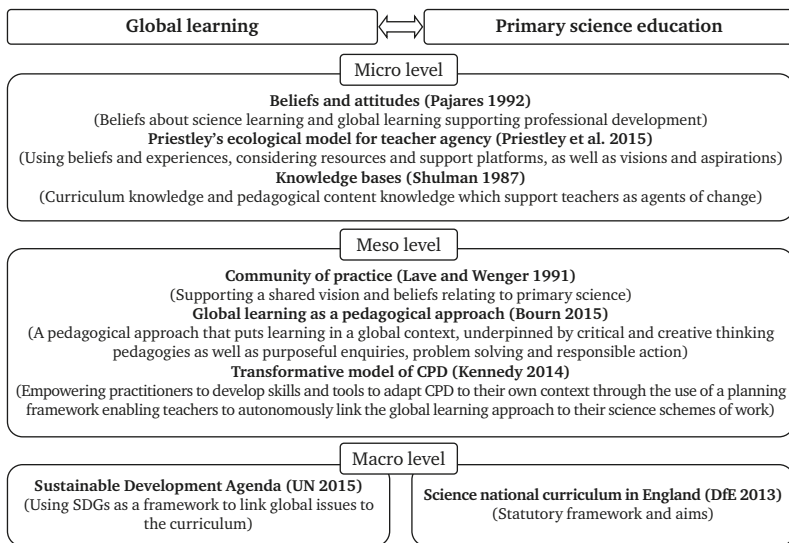 Global learning
Primary science education
Micro level
Beliefs and attitudes (Pajares 1992)
(Beliefs about science learning and global learning supporting professional development)
Priestley’s ecological model for teacher agency (Priestley et al. 2015)
(Using beliefs and experiences, considering resources and support platforms, as well as visions and aspirations)
Knowledge bases (Shulman 1987)
(Curriculum knowledge and pedagogical content knowledge which support teachers as agents of change)
Meso level
Community of practice (Lave and Wenger 1991)
(Supporting a shared vision and beliefs relating to primary science)
Global learning as a pedagogical approach (Bourn 2015)
(A pedagogical approach that puts learning in a global context, underpinned by critical and creative thinking
pedagogies as well as purposeful enquiries, problem solving and responsible action)
Transformative model of CPD (Kennedy 2014)
(Empowering practitioners to develop skills and tools to adapt CPD to their own context through the use of a planning
framework enabling teachers to autonomously link the global learning approach to their science schemes of work)
Macro level
Sustainable Development Agenda (UN 2015)
(Using SDGs as a framework to link global issues to
the curriculum)
Science national curriculum in England (DfE 2013)
(Statutory framework and aims)